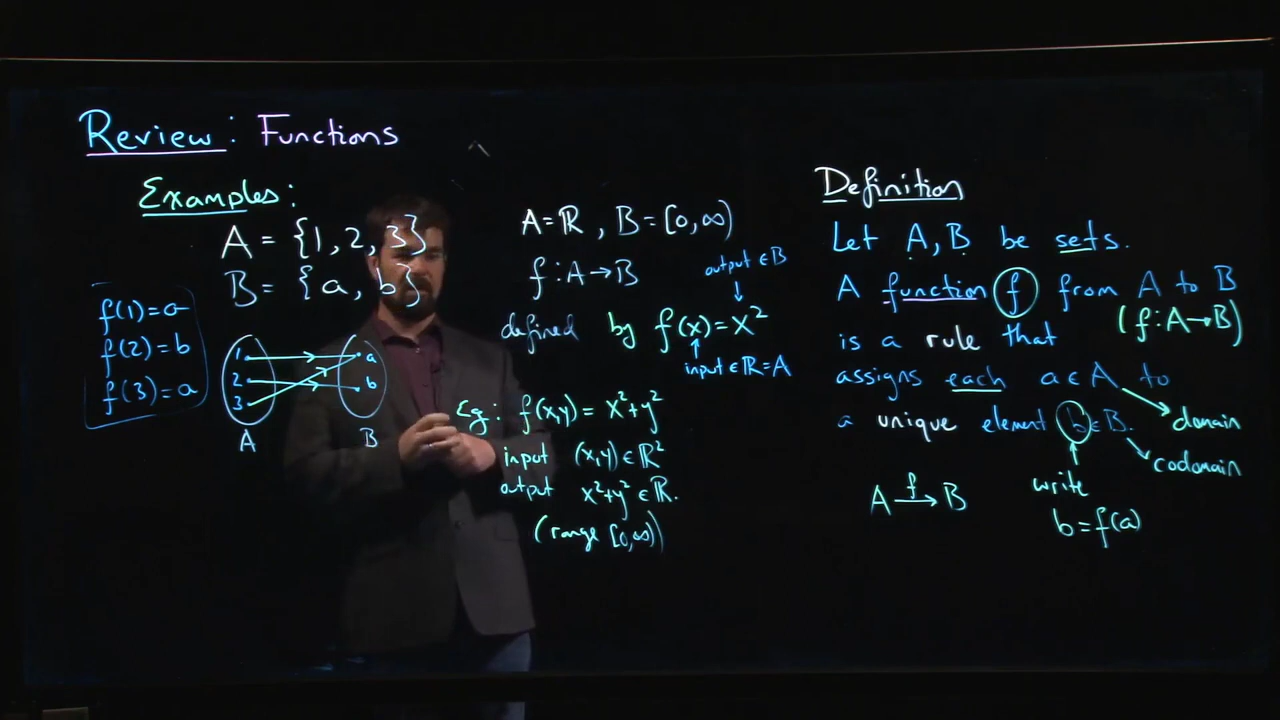 Review: Functions
Examples:
A = {1, 2, 3}
B = {a, b}
f(1)=a
f(2)=b
f(3)=a
1
2
3
a
b
A
B
A=ℝ, B=[0,∞)
f:A→B
output ∈B
defined by f(x)=x²
input ∈ℝ=A
Eg: f(x,y)= x²+y²
input (x,y)∈ℝ²
output x²+y²∈ℝ.
(range [0,∞))
Definition
Let A,B be sets.
A function f from A to B
(f:A→B)
is a rule that
assigns each a∈A to
a unique element b∈B.
domain
codomain
A f→ B
write
b=f(a)